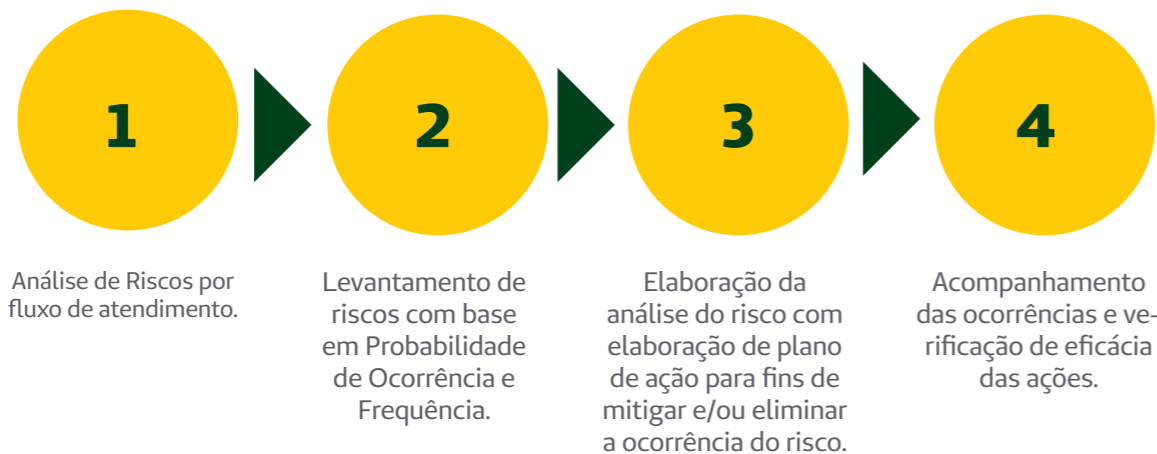 1
2
3
4
Análise de Riscos por
fluxo de atendimento.
Levantamento de
riscos com base
em Probabilidade
de Ocorrência e
Frequência.
Elaboração da
análise do risco com
elaboração de plano
de ação para fins de
mitigar e/ou eliminar
a ocorrência do risco.
Acompanhamento
das ocorrências e ve-
rificação de eficácia
das ações.